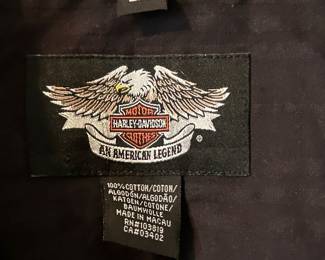 MOTOR
HARLEY-DAVIDSON
CLOTHES
AN AMERICAN LEGEND
®
100% COTTON/COTON/
ALGODÓN/ALGODÃO/
KATOEN/COTONE/
BAUMWOLLE
MADE IN MACAU
RN#103819
CA#03402